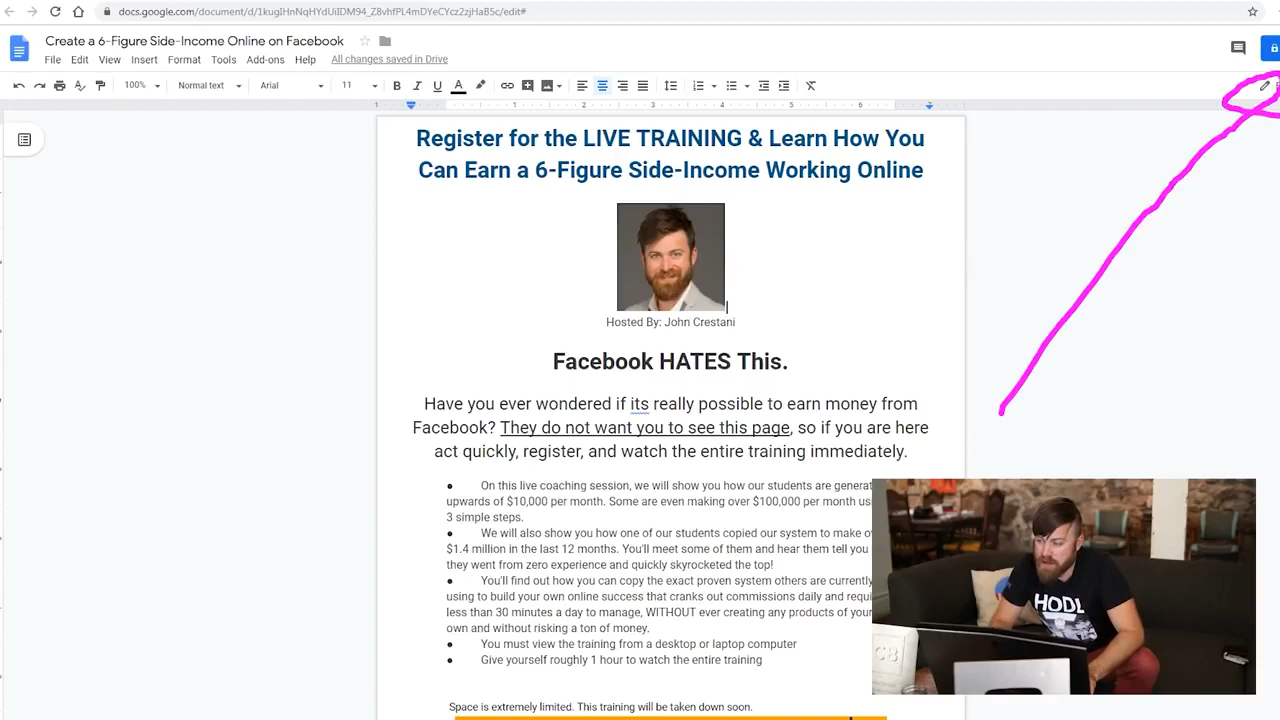 docs.google.com/document/d/1kugIHnNqHYdUiIDM94_Z8vhfPL4mDYeCYcz2zjHaB5c/edit#
Create a 6-Figure Side-Income Online on Facebook
File Edit View Insert Format Tools Add-ons Help All changes saved in Drive
100% Normal text Arial 11 B I U A
1 1 2 3 4 5 6
Register for the LIVE TRAINING & Learn How You
Can Earn a 6-Figure Side-Income Working Online
Hosted By: John Crestani
Facebook HATES This.
Have you ever wondered if its really possible to earn money from
Facebook? They do not want you to see this page, so if you are here
act quickly, register, and watch the entire training immediately.
● On this live coaching session, we will show you how our students are generat
upwards of $10,000 per month. Some are even making over $100,000 per month us
3 simple steps.
● We will also show you how one of our students copied our system to make o
$1.4 million in the last 12 months. You'll meet some of them and hear them tell you
they went from zero experience and quickly skyrocketed the top!
● You'll find out how you can copy the exact proven system others are currently
using to build your own online success that cranks out commissions daily and requi
less than 30 minutes a day to manage, WITHOUT ever creating any products of your
own and without risking a ton of money.
● You must view the training from a desktop or laptop computer
● Give yourself roughly 1 hour to watch the entire training
Space is extremely limited. This training will be taken down soon.
HODL